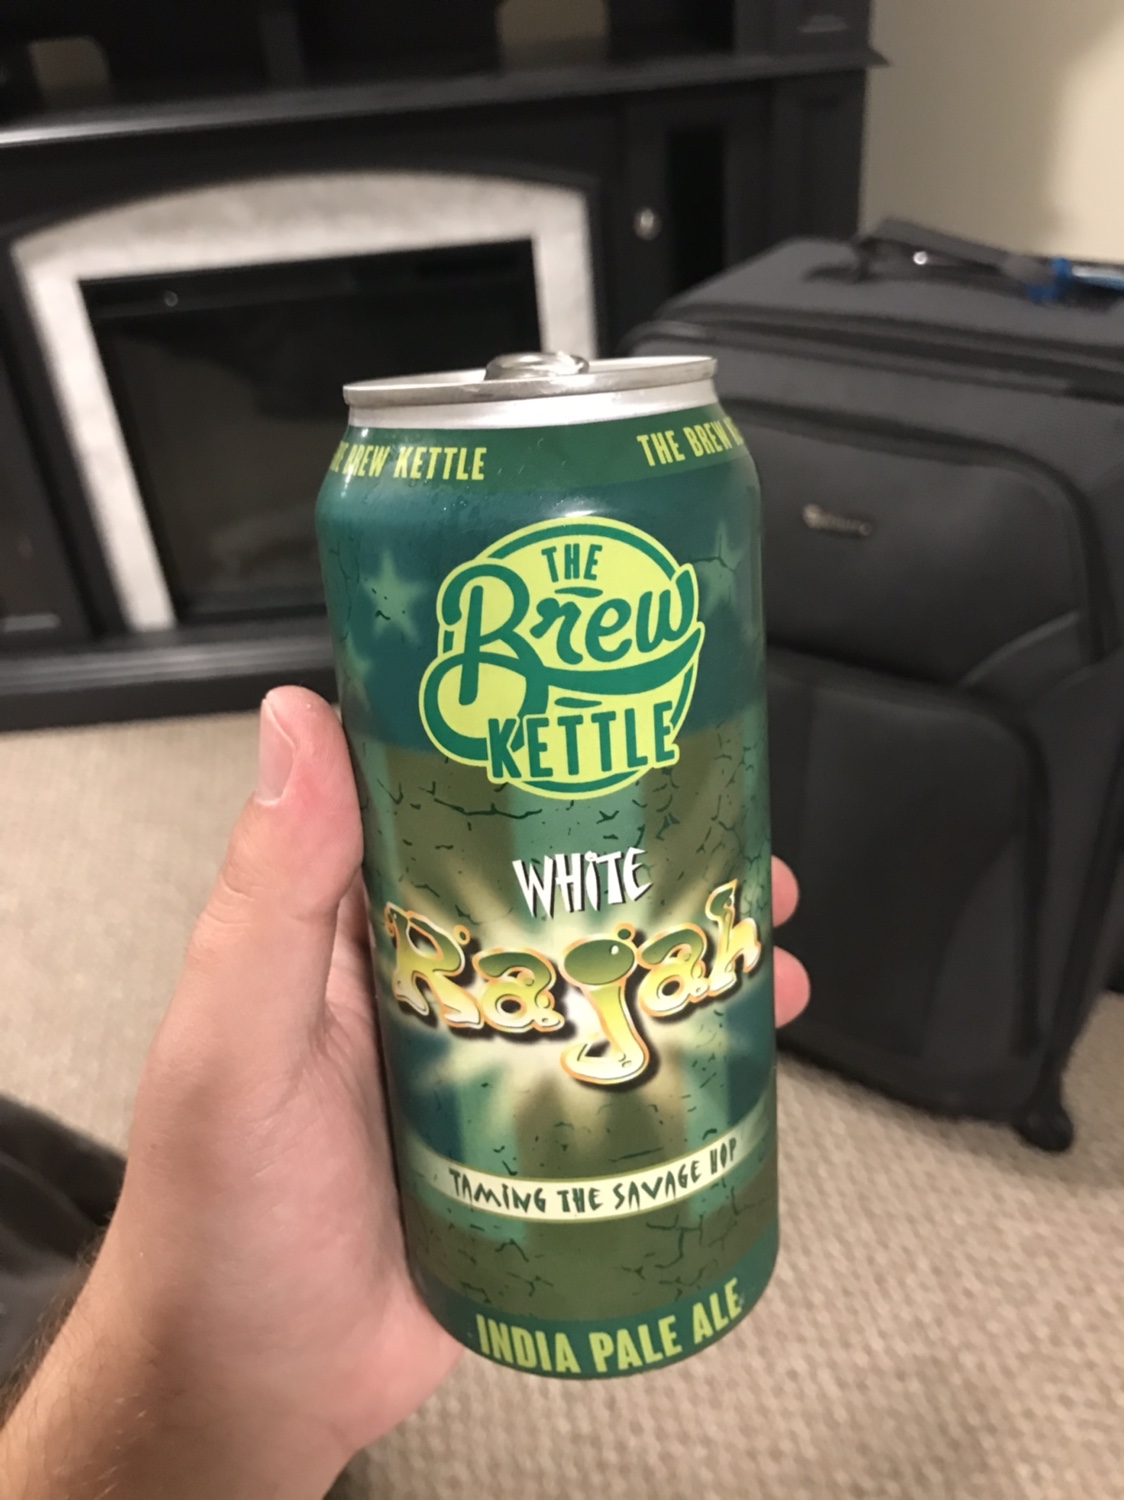 BREW KETTLE
THE BREW
THE
Brew
KETTLE
WHiTE
Rajah
TAMING THE SAVAGE HOP
INDIA PALE ALE